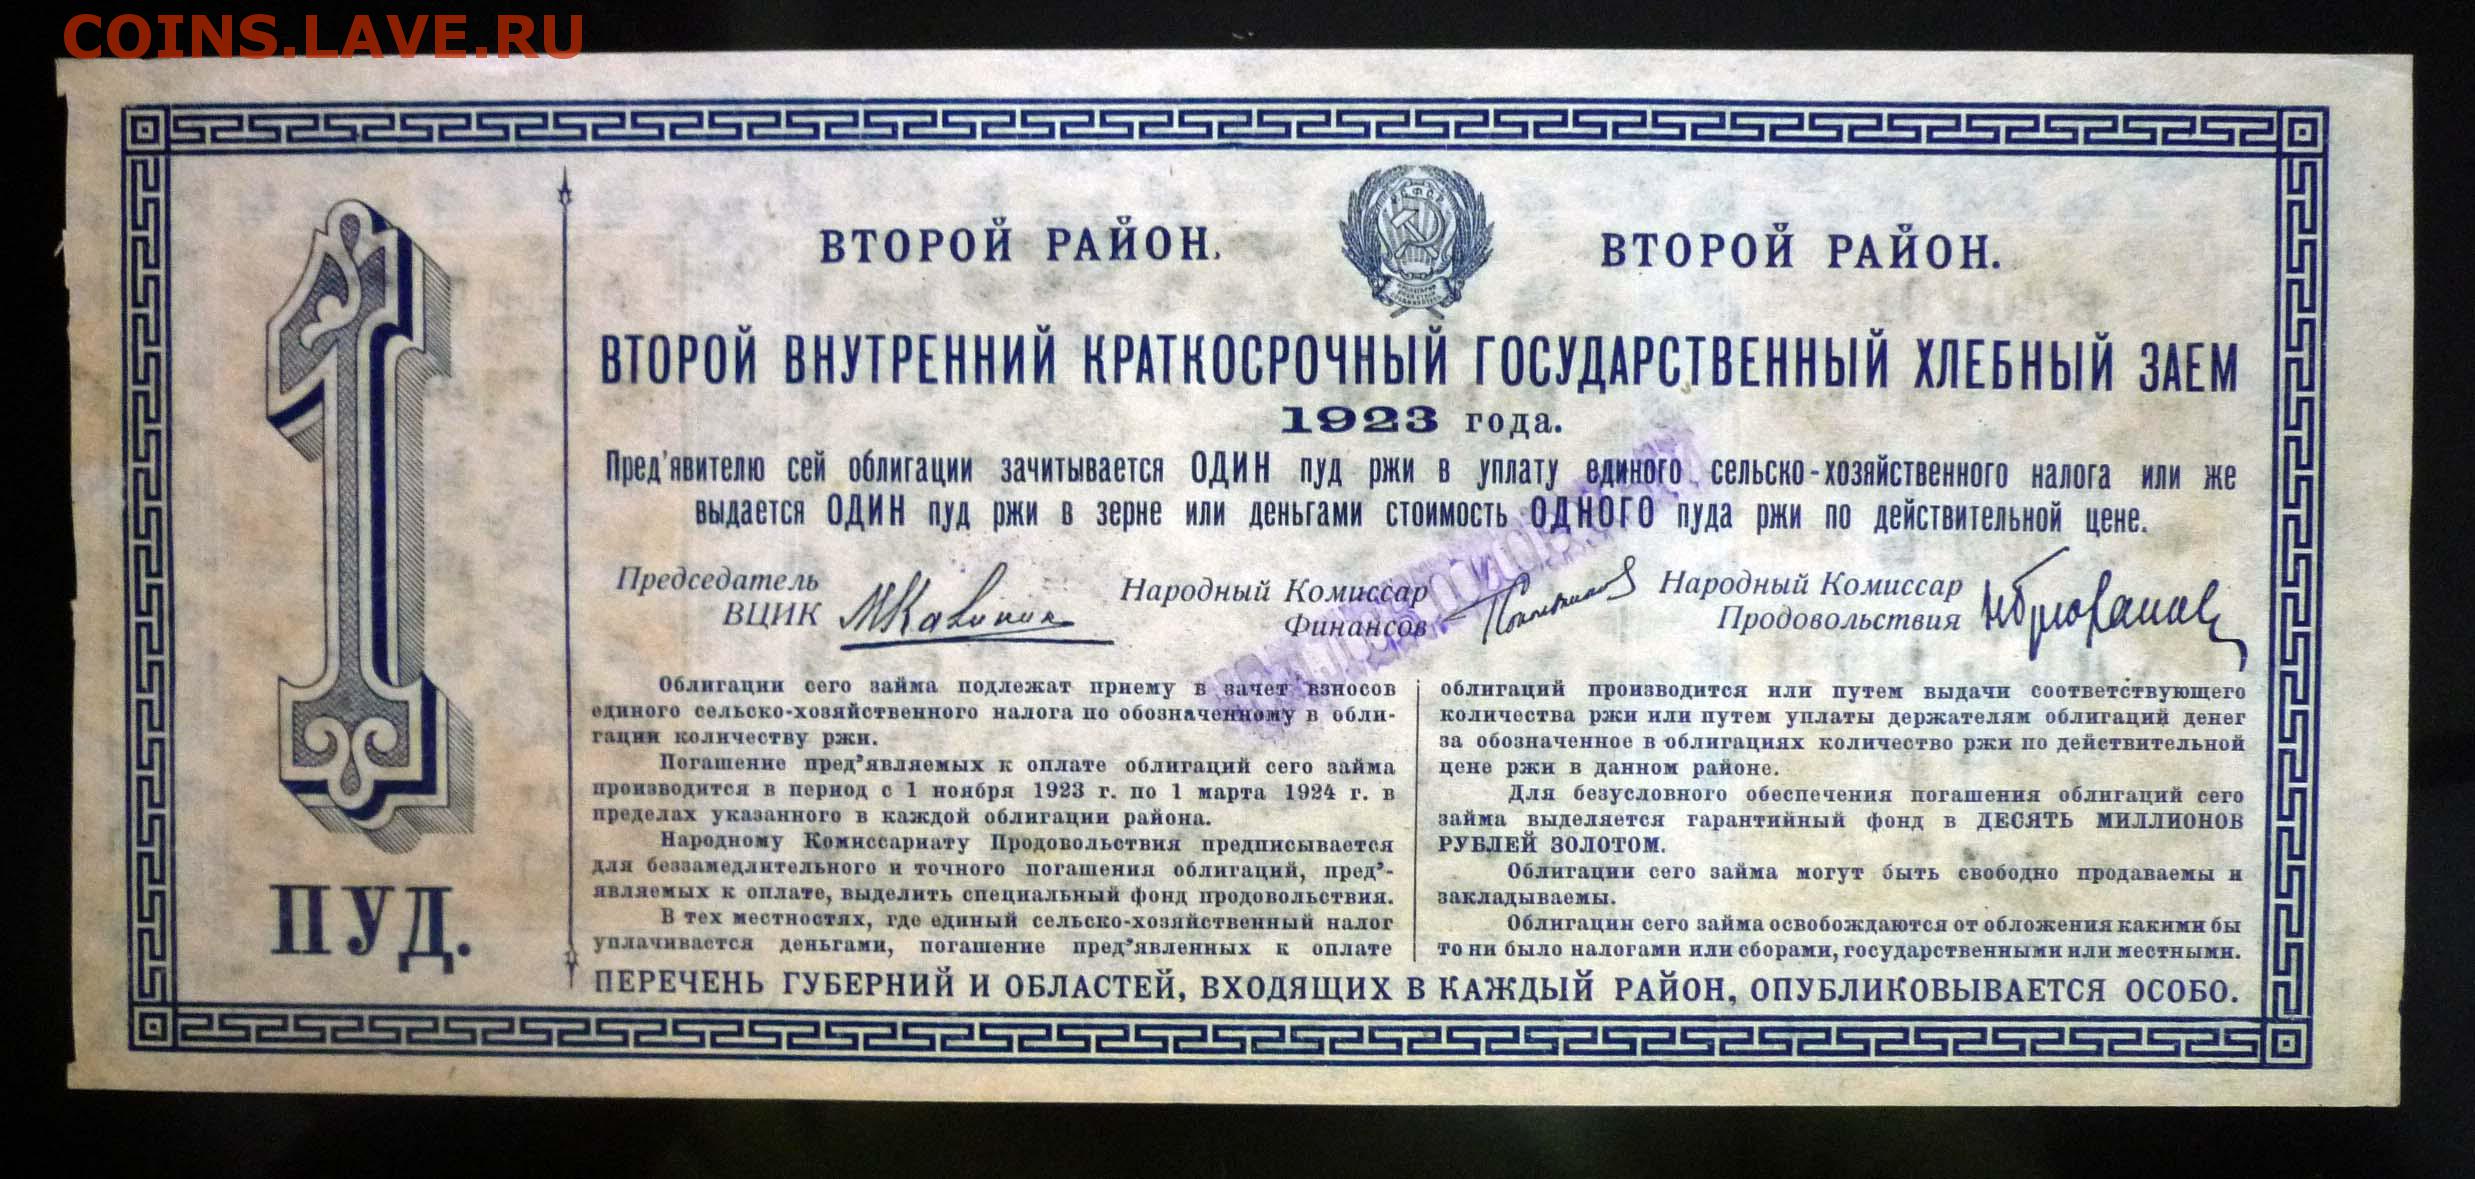 COINS.LAVE.RU
ВТОРОЙ РАЙОН. ВТОРОЙ РАЙОН.
ВТОРОЙ ВНУТРЕННИЙ КРАТКОСРОЧНЫЙ ГОСУДАРСТВЕННЫЙ ХЛЕБНЫЙ ЗАЕМ
1923 года.
Пред'явителю сей облигации зачитывается ОДИН пуд ржи в уплату единого сельско-хозяйственного налога или же
выдается ОДИН пуд ржи в зерне или деньгами стоимость ОДНОГО пуда ржи по действительной цене.
Председатель
ВЦИК
Народный Комиссар
Финансов
Народный Комиссар
Продовольствия
Облигации сего займа подлежат приему в зачет взносов
единого сельско-хозяйственного налога по обозначенному в обли-
гации количеству ржи.
Погашение пред'являемых к оплате облигаций сего займа
производится в период с 1 ноября 1923 г. по 1 марта 1924 г. в
пределах указанного в каждой облигации района.
Народному Комиссариату Продовольствия предписывается
для беззамедлительного и точного погашения облигаций, пред'-
являемых к оплате, выделить специальный фонд продовольствия.
В тех местностях, где единый сельско-хозяйственный налог
уплачивается деньгами, погашение пред'явленных к оплате
облигаций производится или путем выдачи соответствующего
количества ржи или путем уплаты держателям облигаций денег
за обозначенное в облигациях количество ржи по действительной
цене ржи в данном районе.
Для безусловного обеспечения погашения облигаций сего
займа выделяется гарантийный фонд в ДЕСЯТЬ МИЛЛИОНОВ
РУБЛЕЙ ЗОЛОТОМ.
Облигации сего займа могут быть свободно продаваемы и
закладываемы.
Облигации сего займа освобождаются от обложения какими бы
то ни было налогами или сборами, государственными или местными.
ПЕРЕЧЕНЬ ГУБЕРНИЙ И ОБЛАСТЕЙ, ВХОДЯЩИХ В КАЖДЫЙ РАЙОН, ОПУБЛИКОВЫВАЕТСЯ ОСОБО.
1
ПУД.